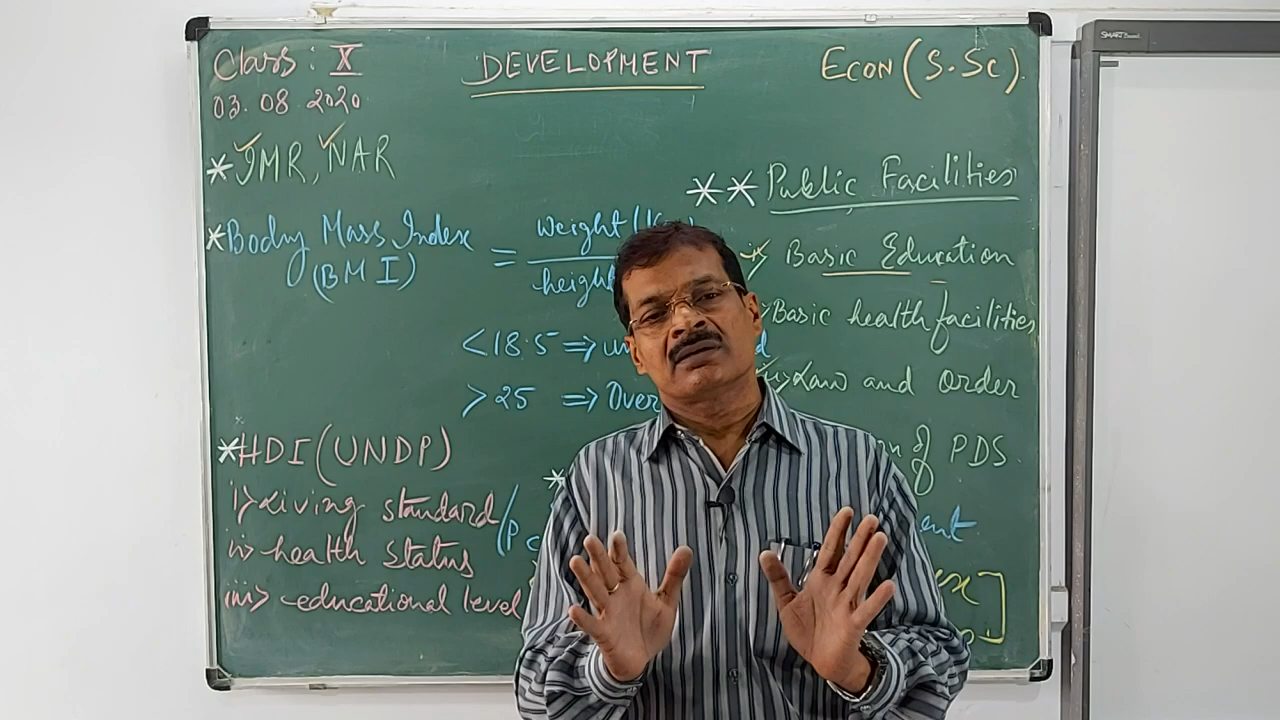 Class : X
03.08.2020
DEVELOPMENT
ECON (S.Sc)
SMART Board
* IMR, NAR
* Body Mass Index =
(BMI)
Weight
height
<18.5 =>
>25 => Over
* HDI (UNDP)
i> Living standard
ii> health status
iii> educational level
** Public Facilities
Basic Education
Basic health facilities
Law and Order
of PDS